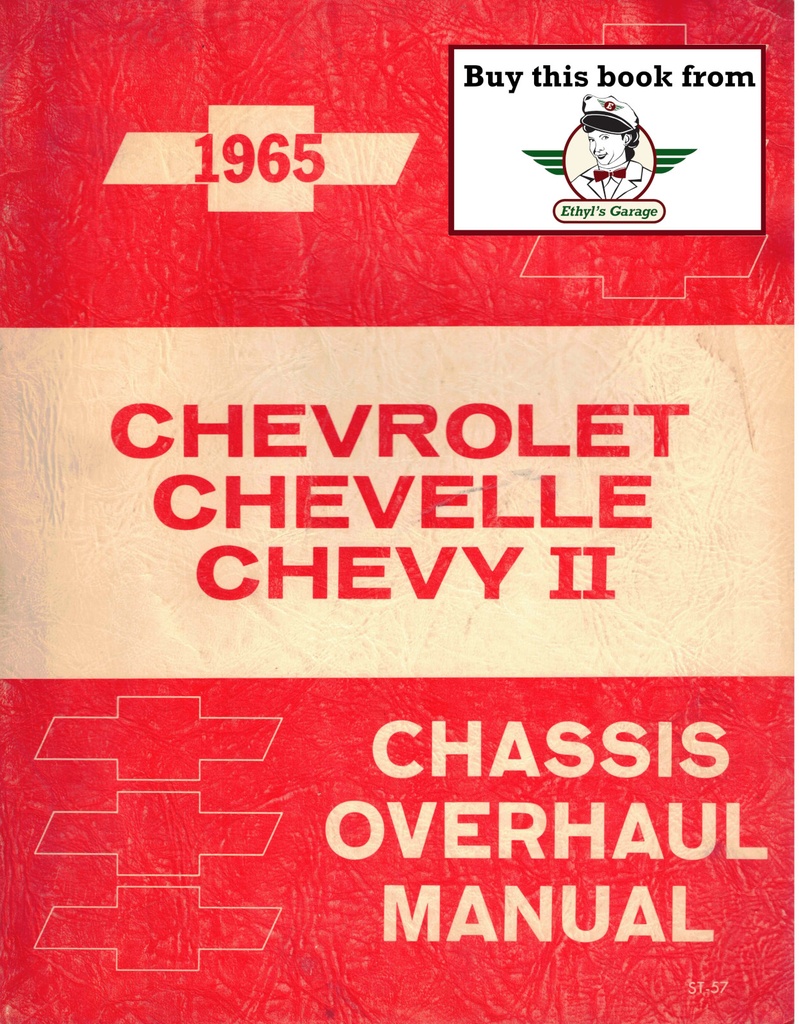 Buy this book from
E
Ethyl's Garage
1965
CHEVROLET
CHEVELLE
CHEVY II
CHASSIS
OVERHAUL
MANUAL
ST.-57